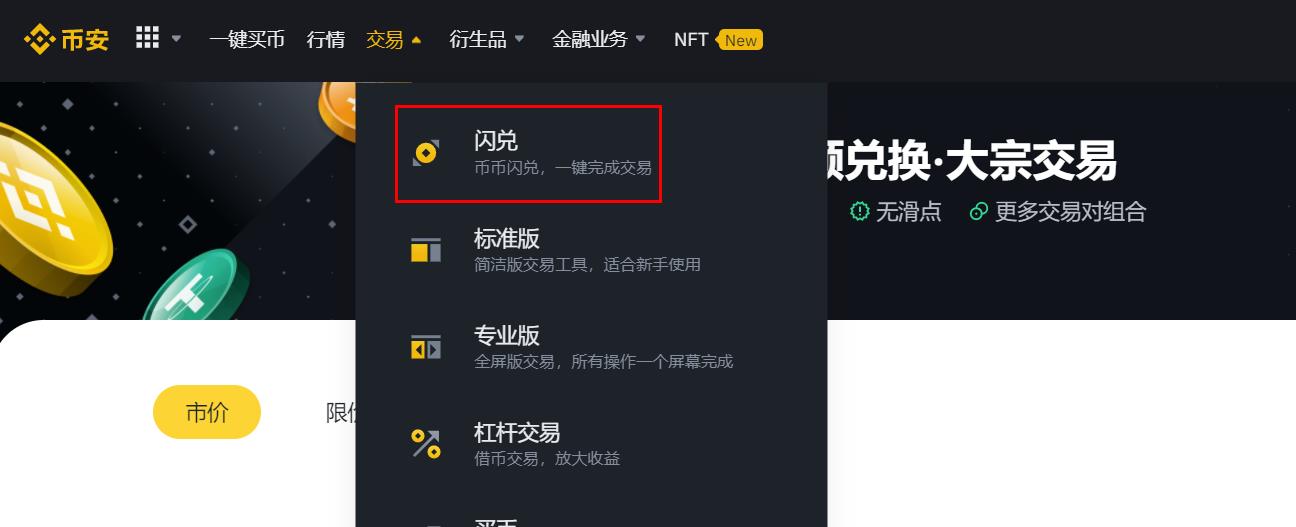 币安 一键买币 行情 交易 衍生品 金融业务 NFT New
闪兑
币币闪兑，一键完成交易
兑换·大宗交易
无滑点 更多交易对组合
标准版
简洁版交易工具，适合新手使用
专业版
全屏版交易，所有操作一个屏幕完成
市价 限
杠杆交易
借币交易，放大收益
买币